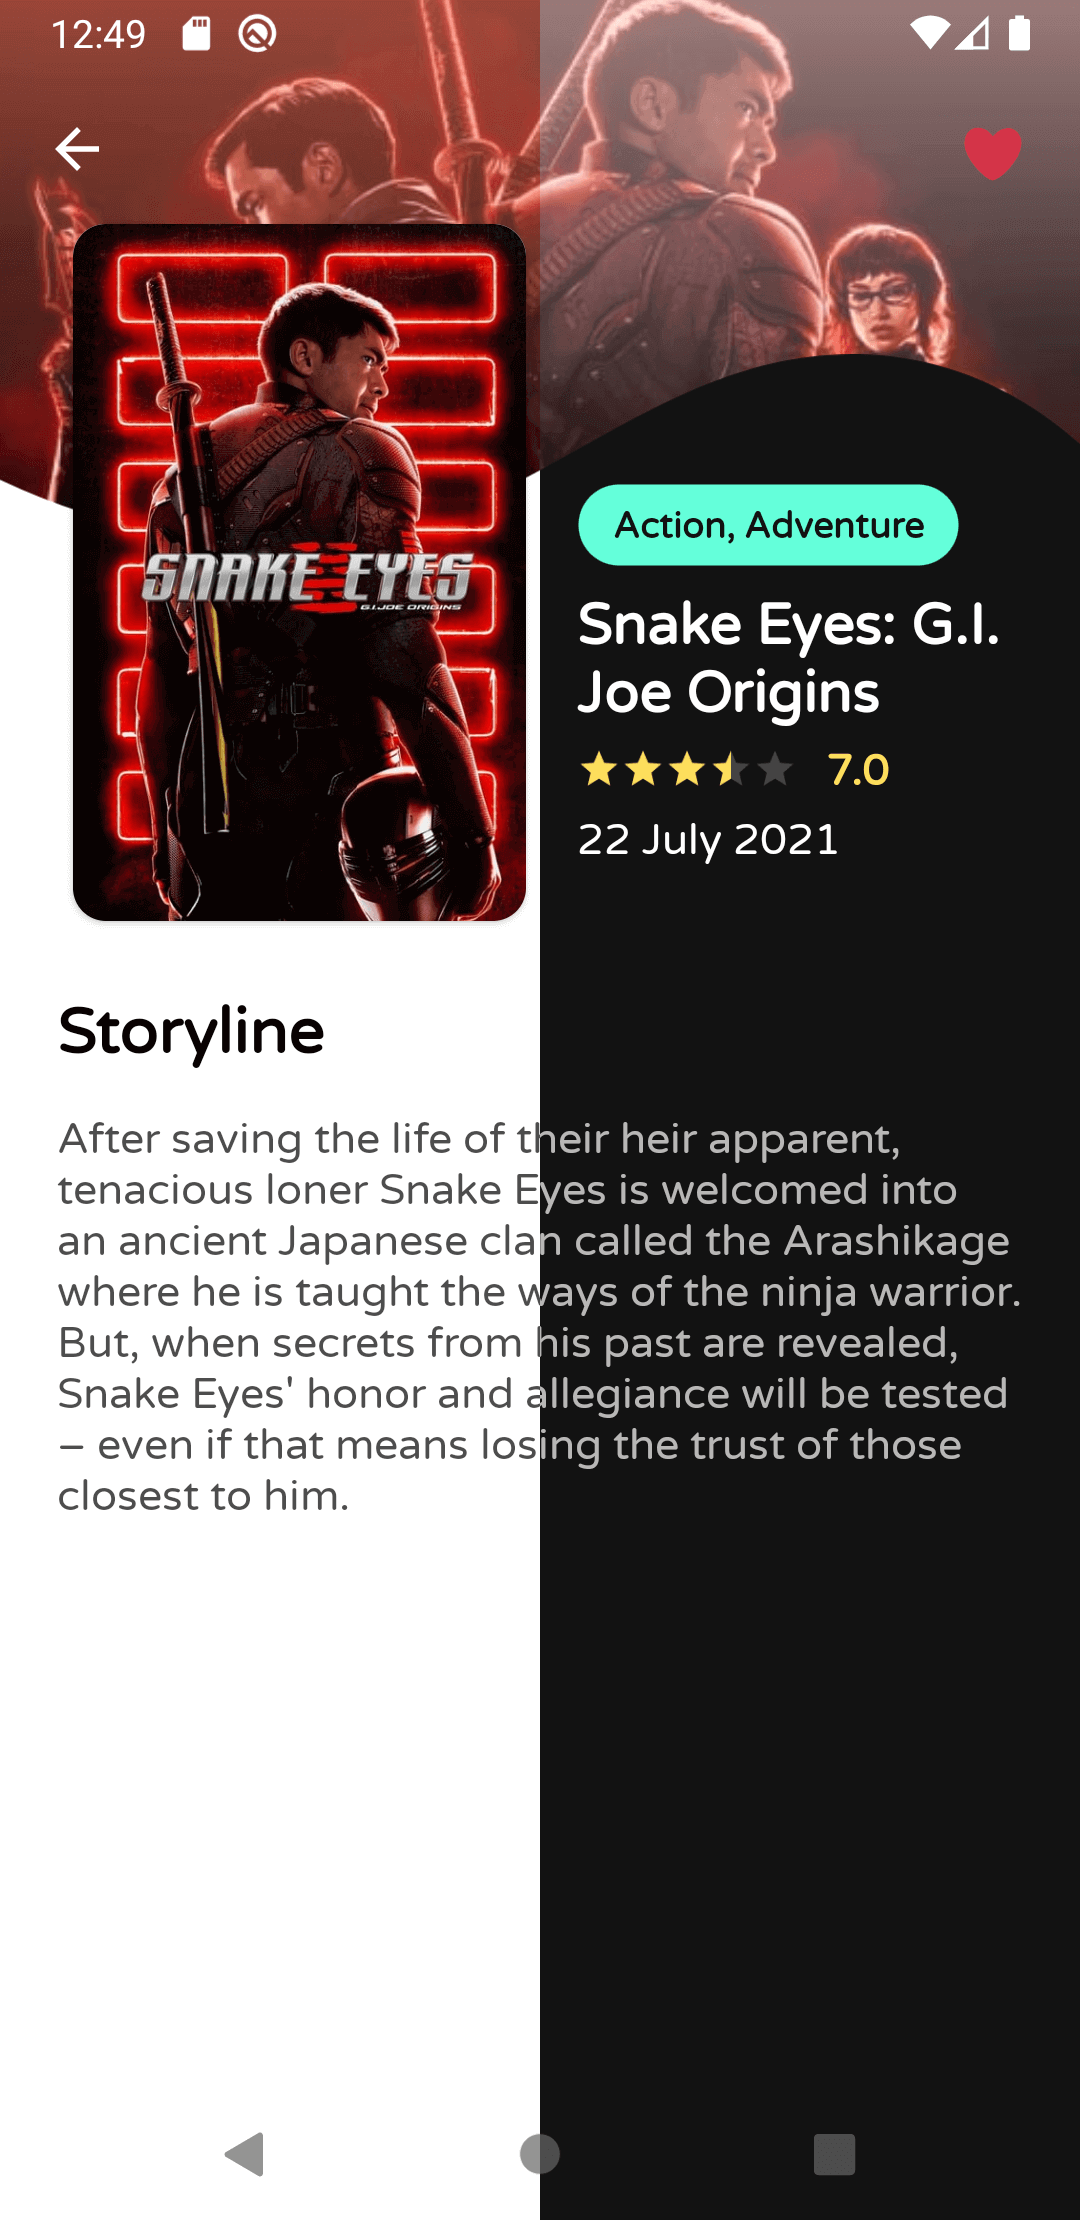 12:49
SNAKE EYES
G.I.JOE ORIGINS
Action, Adventure
Snake Eyes: G.I.
Joe Origins
7.0
22 July 2021
Storyline
After saving the life of their heir apparent,
tenacious loner Snake Eyes is welcomed into
an ancient Japanese clan called the Arashikage
where he is taught the ways of the ninja warrior.
But, when secrets from his past are revealed,
Snake Eyes' honor and allegiance will be tested
– even if that means losing the trust of those
closest to him.